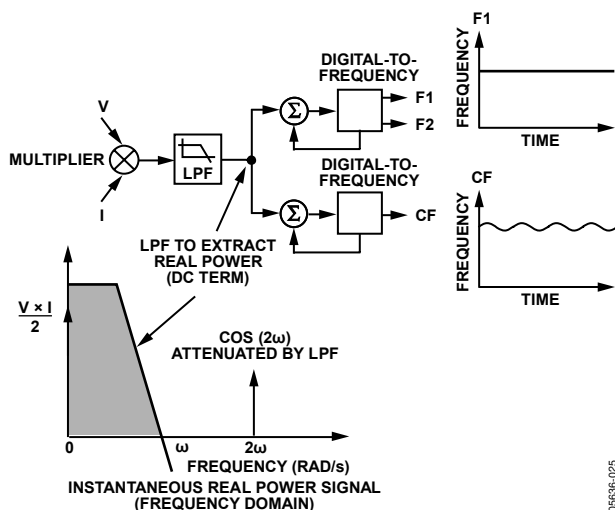 DIGITAL-TO-
FREQUENCY
V
MULTIPLIER
I
LPF
Σ
F1
F2
DIGITAL-TO-
FREQUENCY
Σ
CF
F1
FREQUENCY
TIME
CF
FREQUENCY
TIME
LPF TO EXTRACT
REAL POWER
(DC TERM)
V × I
2
COS (2ω)
ATTENUATED BY LPF
0
ω
2ω
FREQUENCY (RAD/s)
INSTANTANEOUS REAL POWER SIGNAL
(FREQUENCY DOMAIN)